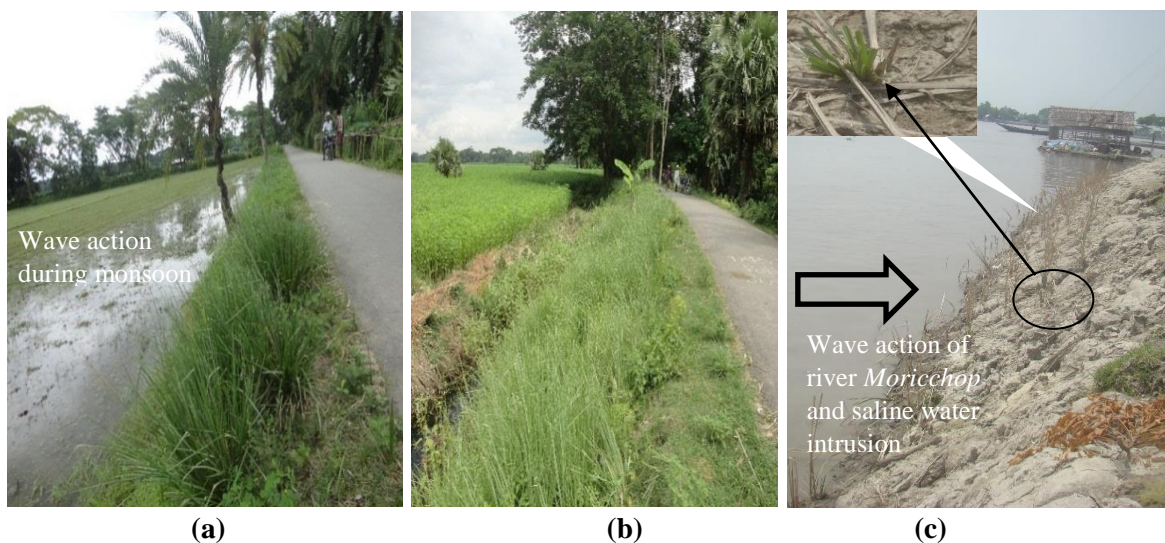 Wave action
during monsoon
Wave action of
river Moricchop
and saline water
intrusion
(a)
(b)
(c)